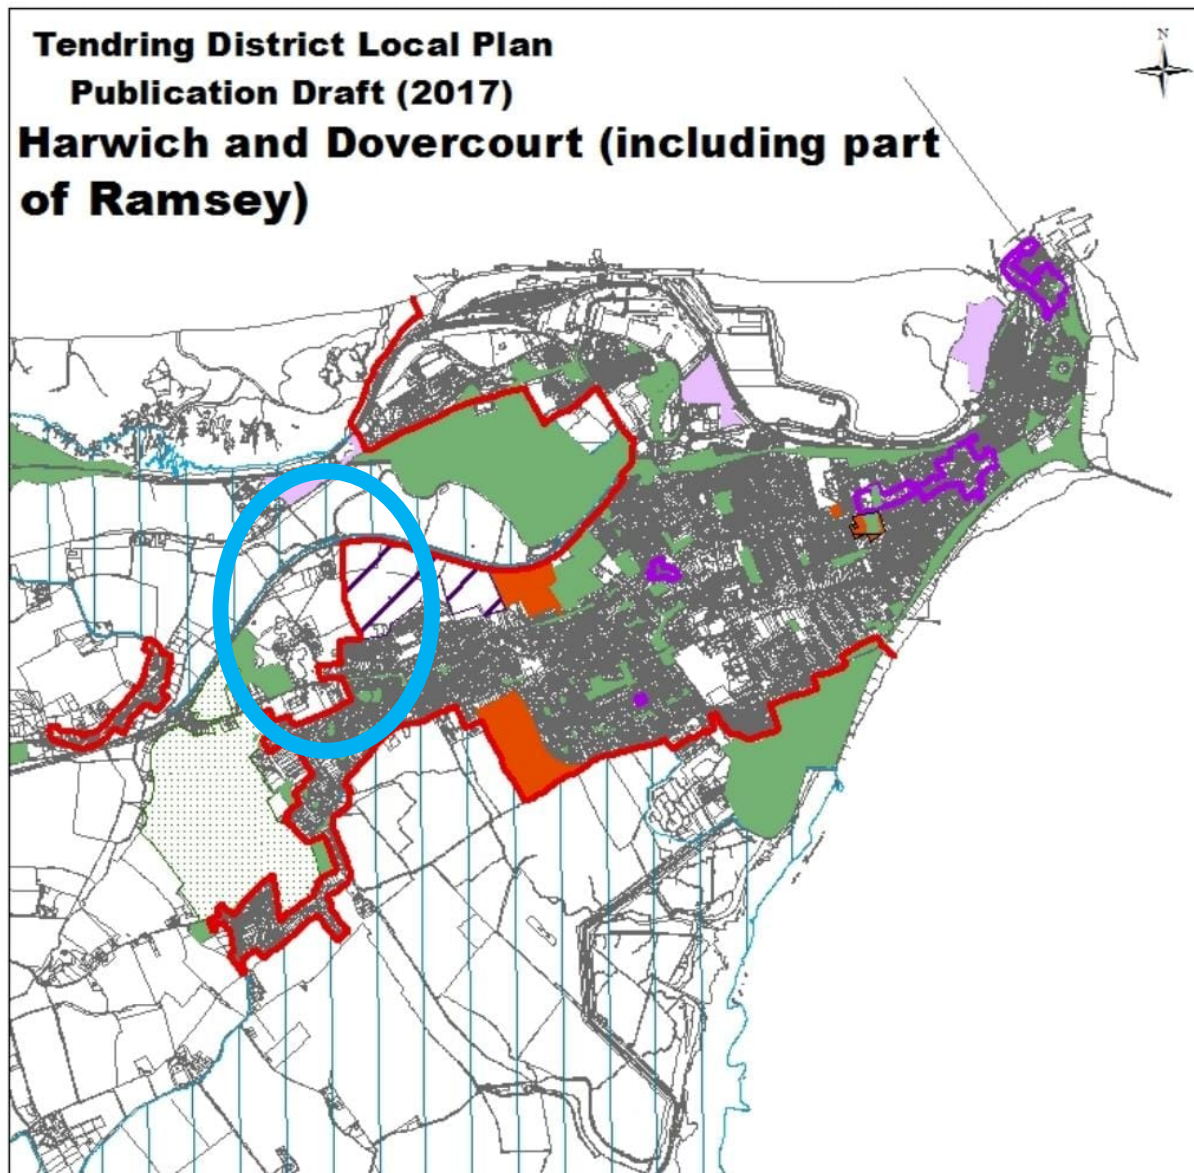 Tendring District Local Plan
Publication Draft (2017)
Harwich and Dovercourt (including part
of Ramsey)
N